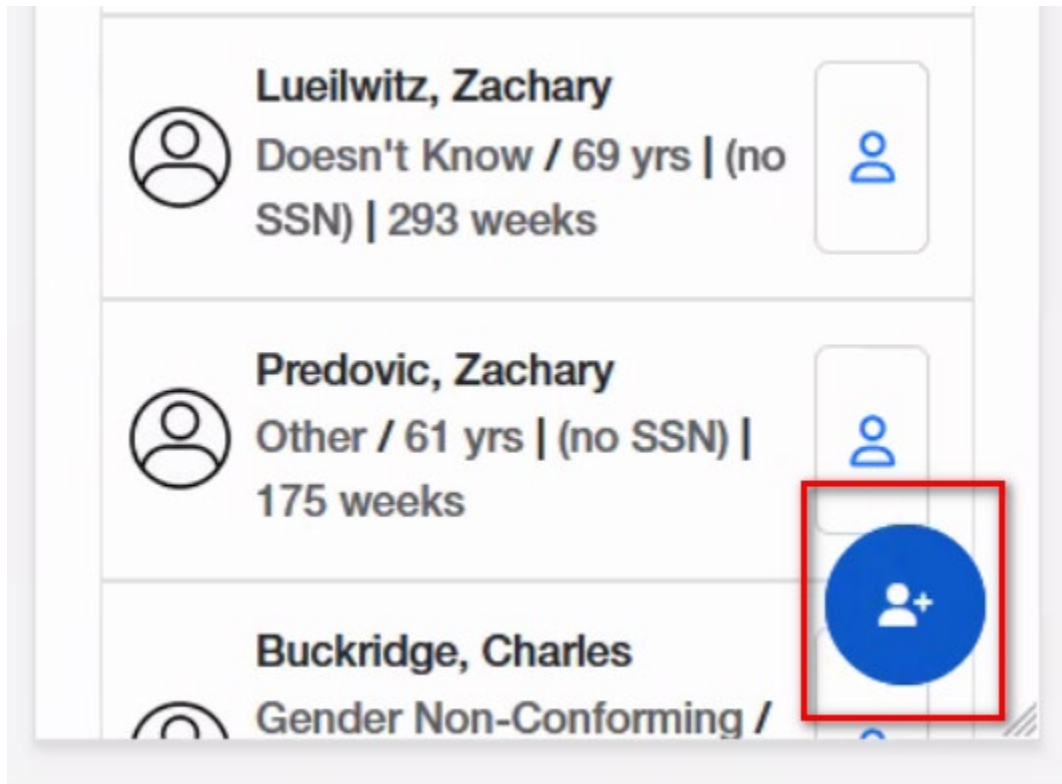 Lueilwitz, Zachary
Doesn't Know / 69 yrs | (no
SSN) | 293 weeks
Predovic, Zachary
Other / 61 yrs | (no SSN) |
175 weeks
Buckridge, Charles
Gender Non-Conforming /